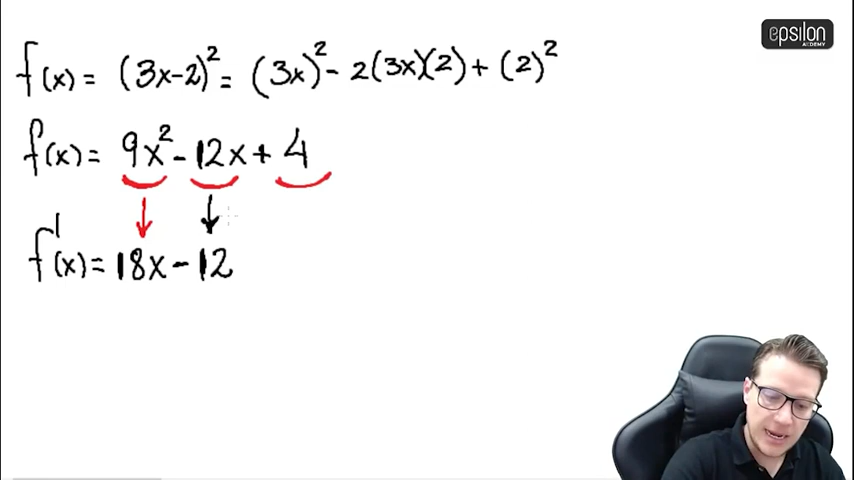 epsilon
ACADEMY
f(x) = (3x-2)² = (3x)² - 2(3x)(2) + (2)²
f(x) = 9x² - 12x + 4
f'(x) = 18x - 12